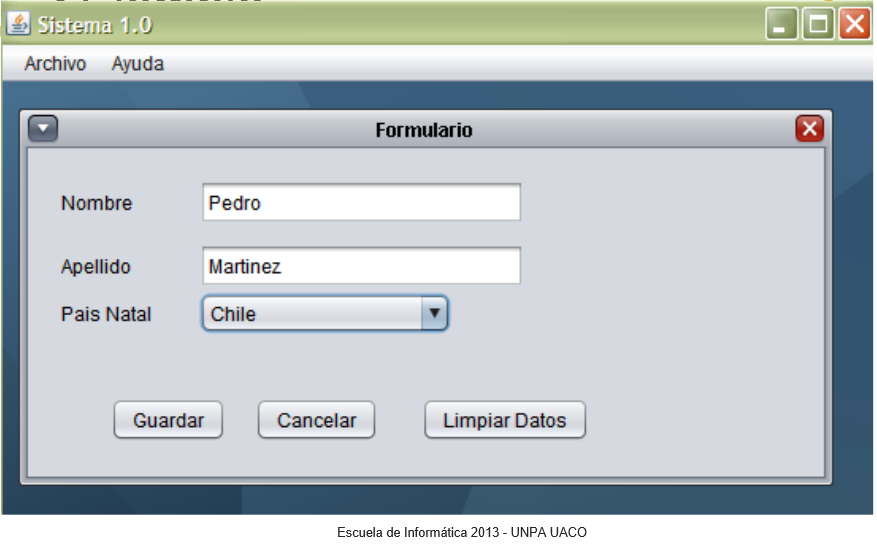 Sistema 1.0
Archivo Ayuda
Formulario
Nombre Pedro
Apellido Martinez
Pais Natal Chile
Guardar Cancelar Limpiar Datos
Escuela de Informática 2013 - UNPA UACO